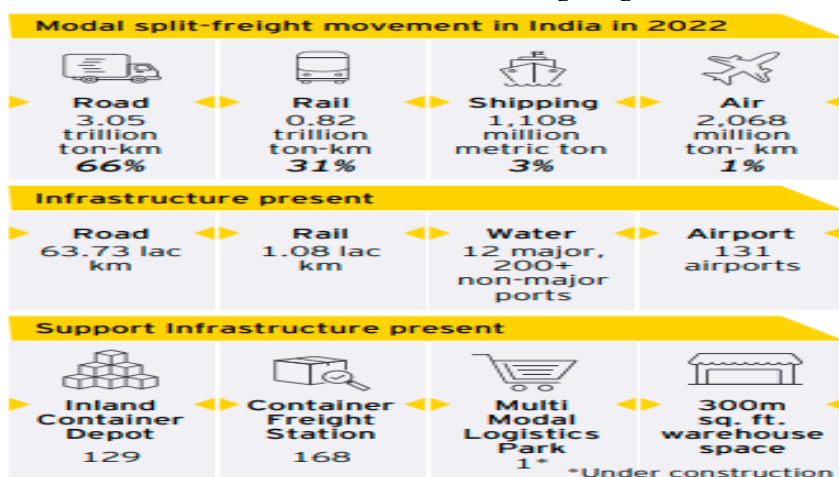 Modal split-freight movement in India in 2022
Road
3.05
trillion
ton-km
66%
Rail
0.82
trillion
ton-km
31%
Shipping
1,108
million
metric ton
3%
Air
2,068
million
ton- km
1%
Infrastructure present
Road
63.73 lac
km
Rail
1.08 lac
km
Water
12 major,
200+
non-major
ports
Airport
131
airports
Support Infrastructure present
Inland
Container
Depot
129
Container
Freight
Station
168
Multi
Modal
Logistics
Park
1*
300m
sq. ft.
warehouse
space
*Under construction